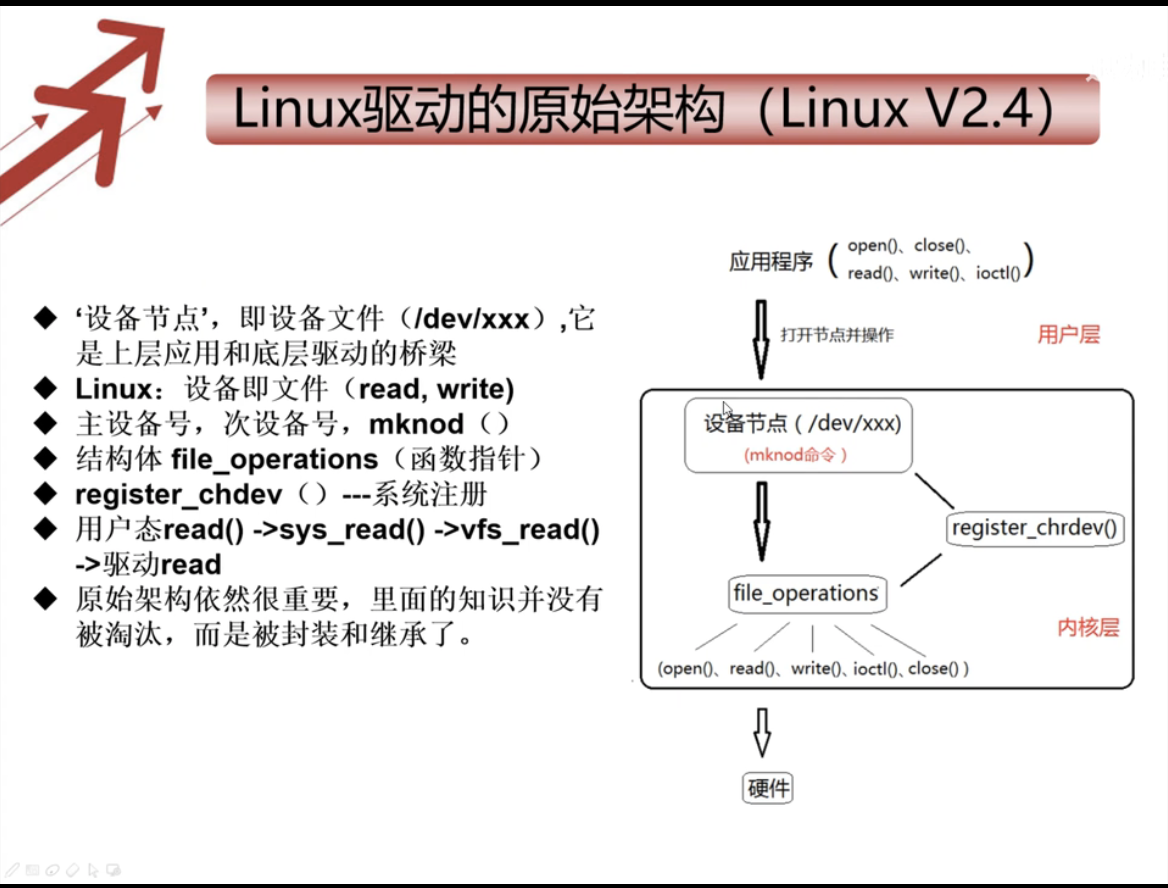 Linux驱动的原始架构（Linux V2.4）
‘设备节点’，即设备文件（/dev/xxx）,它
是上层应用和底层驱动的桥梁
Linux：设备即文件（read, write)
主设备号，次设备号，mknod（）
结构体 file_operations（函数指针）
register_chdev（）---系统注册
用户态read() ->sys_read() ->vfs_read()
->驱动read
原始架构依然很重要，里面的知识并没有
被淘汰，而是被封装和继承了。
应用程序
( open()、close()、
read()、write()、ioctl() )
打开节点并操作
用户层
设备节点（/dev/xxx)
(mknod命令）
register_chrdev()
file_operations
内核层
(open()、read()、write()、ioctl()、close() )
硬件